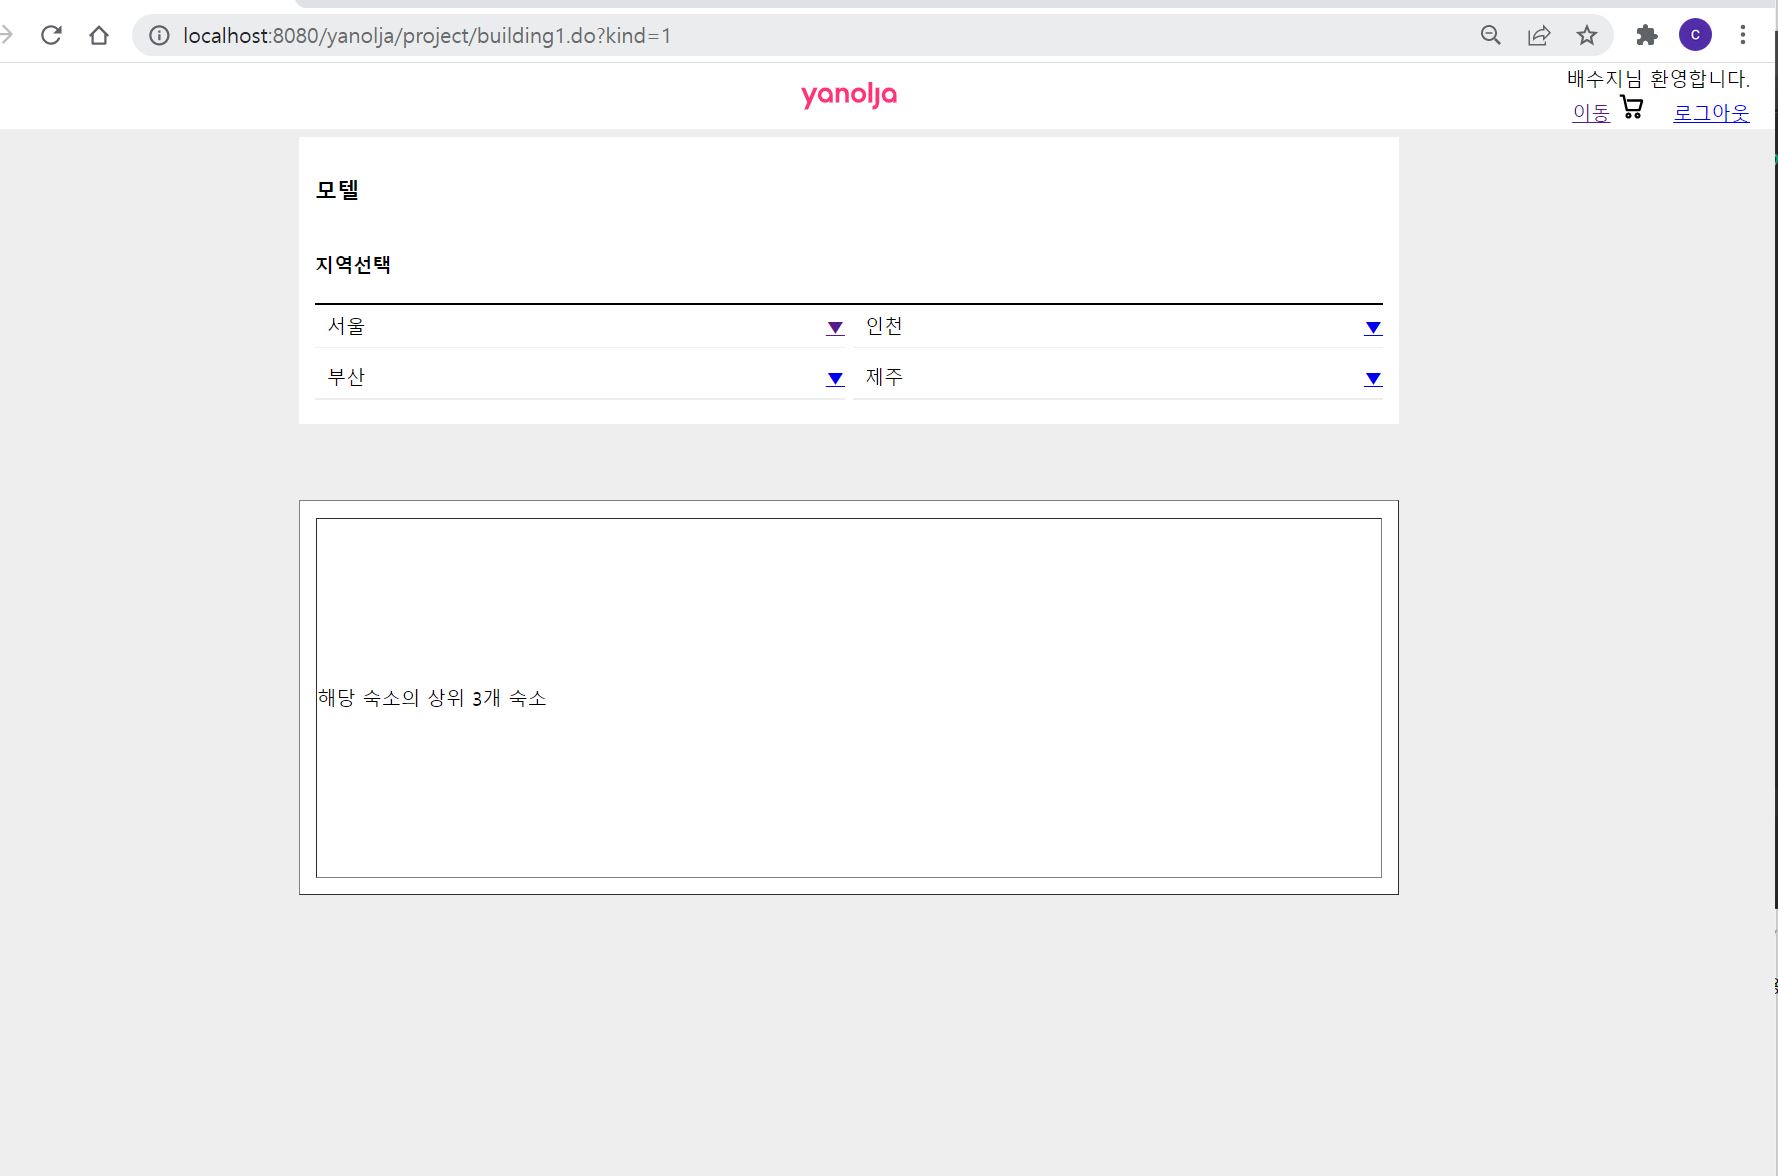 localhost:8080/yanolja/project/building1.do?kind=1
C
yanolja
배수지님 환영합니다.
이동 로그아웃
모텔
지역선택
서울 ▼ 인천 ▼
부산 ▼ 제주 ▼
해당 숙소의 상위 3개 숙소